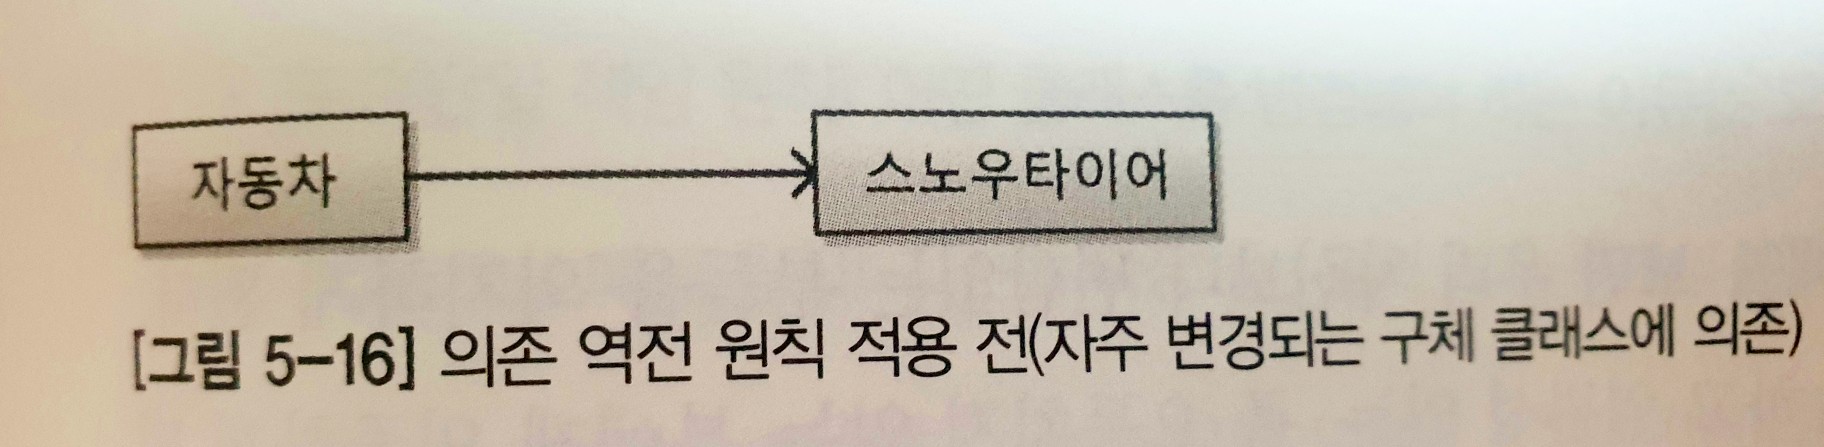 자동차
스노우타이어
[그림 5-16] 의존 역전 원칙 적용 전(자주 변경되는 구체 클래스에 의존)